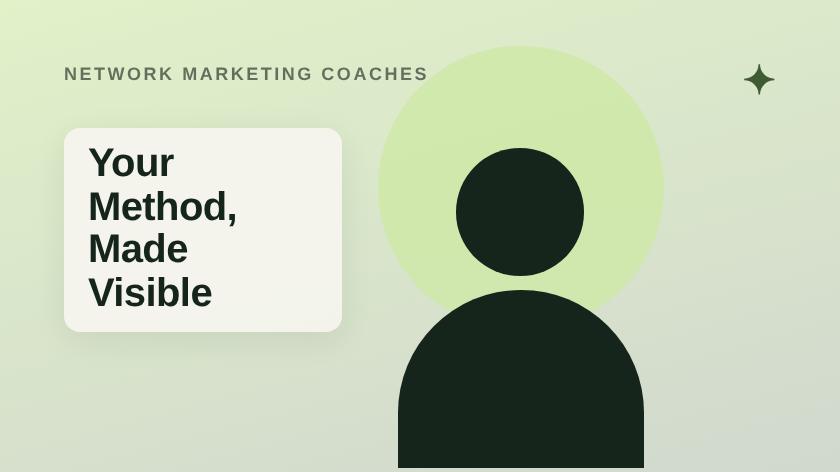 NETWORK MARKETING COACHES
Your
Method,
Made
Visible